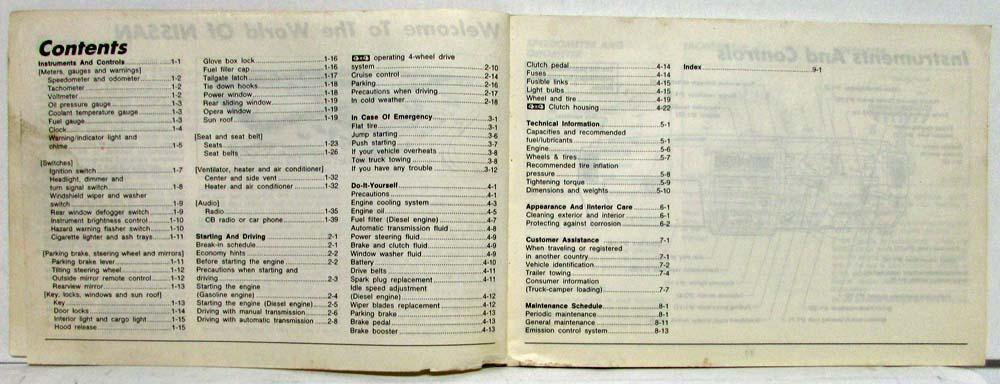 Contents
Instruments And Controls 1-1
[Meters, gauges and warnings]
Speedometer and odometer 1-2
Tachometer 1-2
Voltmeter 1-2
Oil pressure gauge 1-3
Coolant temperature gauge 1-3
Fuel gauge 1-3
Clock 1-4
Warning/indicator light and
chime 1-5
[Switches]
Ignition switch 1-7
Headlight, dimmer and
turn signal switch 1-8
Windshield wiper and washer
switch 1-9
Rear window defogger switch 1-9
Instrument brightness control 1-10
Hazard warning flasher switch 1-10
Cigarette lighter and ash trays 1-11
[Parking brake, steering wheel and mirrors]
Parking brake lever 1-11
Tilting steering wheel 1-12
Outside mirror remote control 1-12
Rearview mirror 1-13
[Key, locks, windows and sun roof]
Key 1-13
Door locks 1-14
Interior light and cargo light 1-15
Hood release 1-15
Glove box lock 1-16
Fuel filler cap 1-16
Tailgate latch 1-17
Tie down hooks 1-18
Power window 1-18
Rear sliding window 1-19
Opera window 1-19
Sun roof 1-19
[Seat and seat belt]
Seats 1-23
Seat belts 1-26
[Ventilator, heater and air conditioner]
Center and side vent 1-32
Heater and air conditioner 1-32
[Audio]
Radio 1-35
CB radio or car phone 1-39
Starting And Driving 2-1
Break-in schedule 2-1
Economy hints 2-2
Before starting the engine 2-2
Precautions when starting and
driving 2-3
Starting the engine
(Gasoline engine) 2-4
Starting the engine (Diesel engine) 2-5
Driving with manual transmission 2-6
Driving with automatic transmission 2-8
operating 4-wheel drive
system 2-10
Cruise control 2-14
Parking 2-16
Precautions when driving 2-17
In cold weather 2-18
In Case Of Emergency 3-1
Flat tire 3-1
Jump starting 3-6
Push starting 3-7
If your vehicle overheats 3-8
Tow truck towing 3-8
If you have any trouble 3-12
Do-It-Yourself 4-1
Precautions 4-1
Engine cooling system 4-3
Engine oil 4-5
Fuel filter (Diesel engine) 4-7
Automatic transmission fluid 4-8
Power steering fluid 4-9
Brake and clutch fluid 4-9
Window washer fluid 4-9
Battery 4-10
Drive belts 4-11
Spark plug replacement 4-11
Idle speed adjustment
(Diesel engine) 4-12
Wiper blades replacement 4-12
Parking brake 4-13
Brake pedal 4-13
Brake booster 4-13
Clutch pedal 4-14
Fuses 4-14
Fusible links 4-15
Light bulbs 4-15
Wheel and tire 4-19
Clutch housing 4-22
Technical Information 5-1
Capacities and recommended
fuel/lubricants 5-1
Engine 5-6
Wheels & tires 5-7
Recommended tire inflation
pressure 5-8
Tightening torque 5-9
Dimensions and weights 5-10
Appearance And IInterior Care 6-1
Cleaning exterior and interior 6-1
Protecting against corrosion 6-2
Customer Assistance 7-1
When traveling or registered
in another country 7-1
Vehicle identification 7-2
Trailer towing 7-4
Consumer information
(Truck-camper loading) 7-7
Maintenance Schedule 8-1
Periodic maintenance 8-1
General maintenance 8-11
Emission control system 8-13
Index 9-1
Welcome To The World Of NISSAN
Instruments And Controls